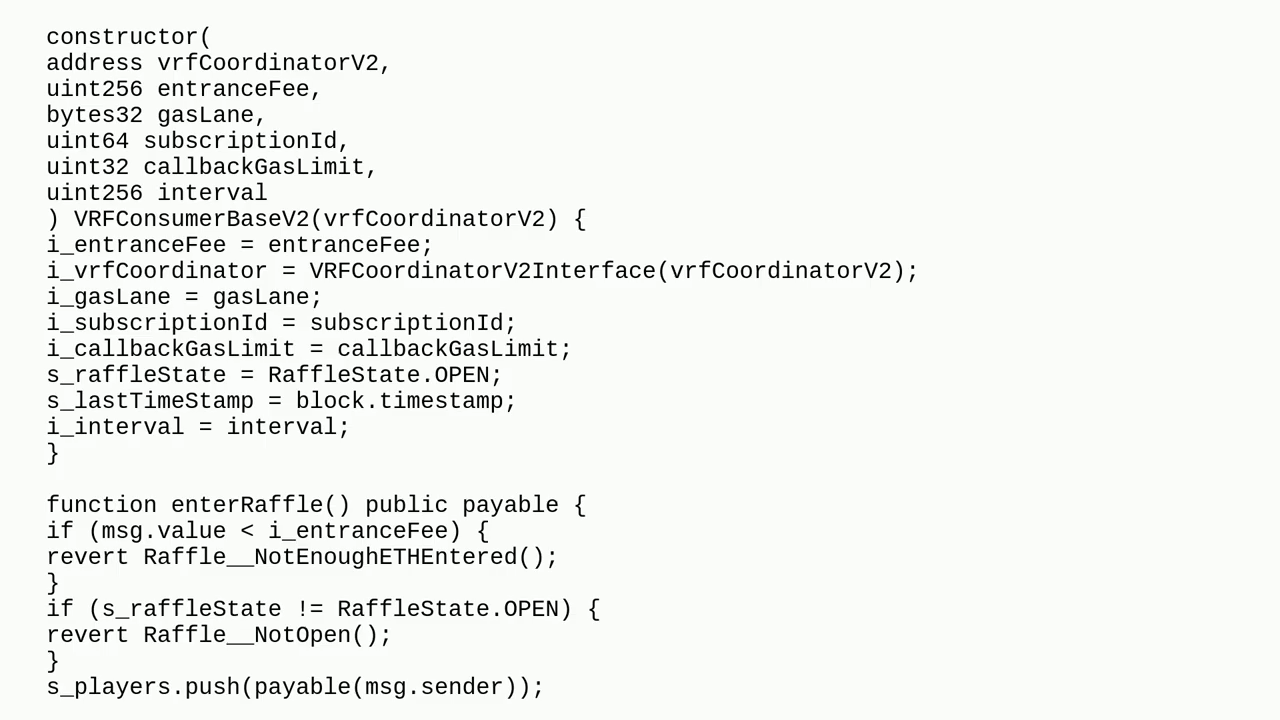 constructor(
address vrfCoordinatorV2,
uint256 entranceFee,
bytes32 gasLane,
uint64 subscriptionId,
uint32 callbackGasLimit,
uint256 interval
) VRFConsumerBaseV2(vrfCoordinatorV2) {
i_entranceFee = entranceFee;
i_vrfCoordinator = VRFCoordinatorV2Interface(vrfCoordinatorV2);
i_gasLane = gasLane;
i_subscriptionId = subscriptionId;
i_callbackGasLimit = callbackGasLimit;
s_raffleState = RaffleState.OPEN;
s_lastTimeStamp = block.timestamp;
i_interval = interval;
}

function enterRaffle() public payable {
if (msg.value < i_entranceFee) {
revert Raffle__NotEnoughETHEntered();
}
if (s_raffleState != RaffleState.OPEN) {
revert Raffle__NotOpen();
}
s_players.push(payable(msg.sender));